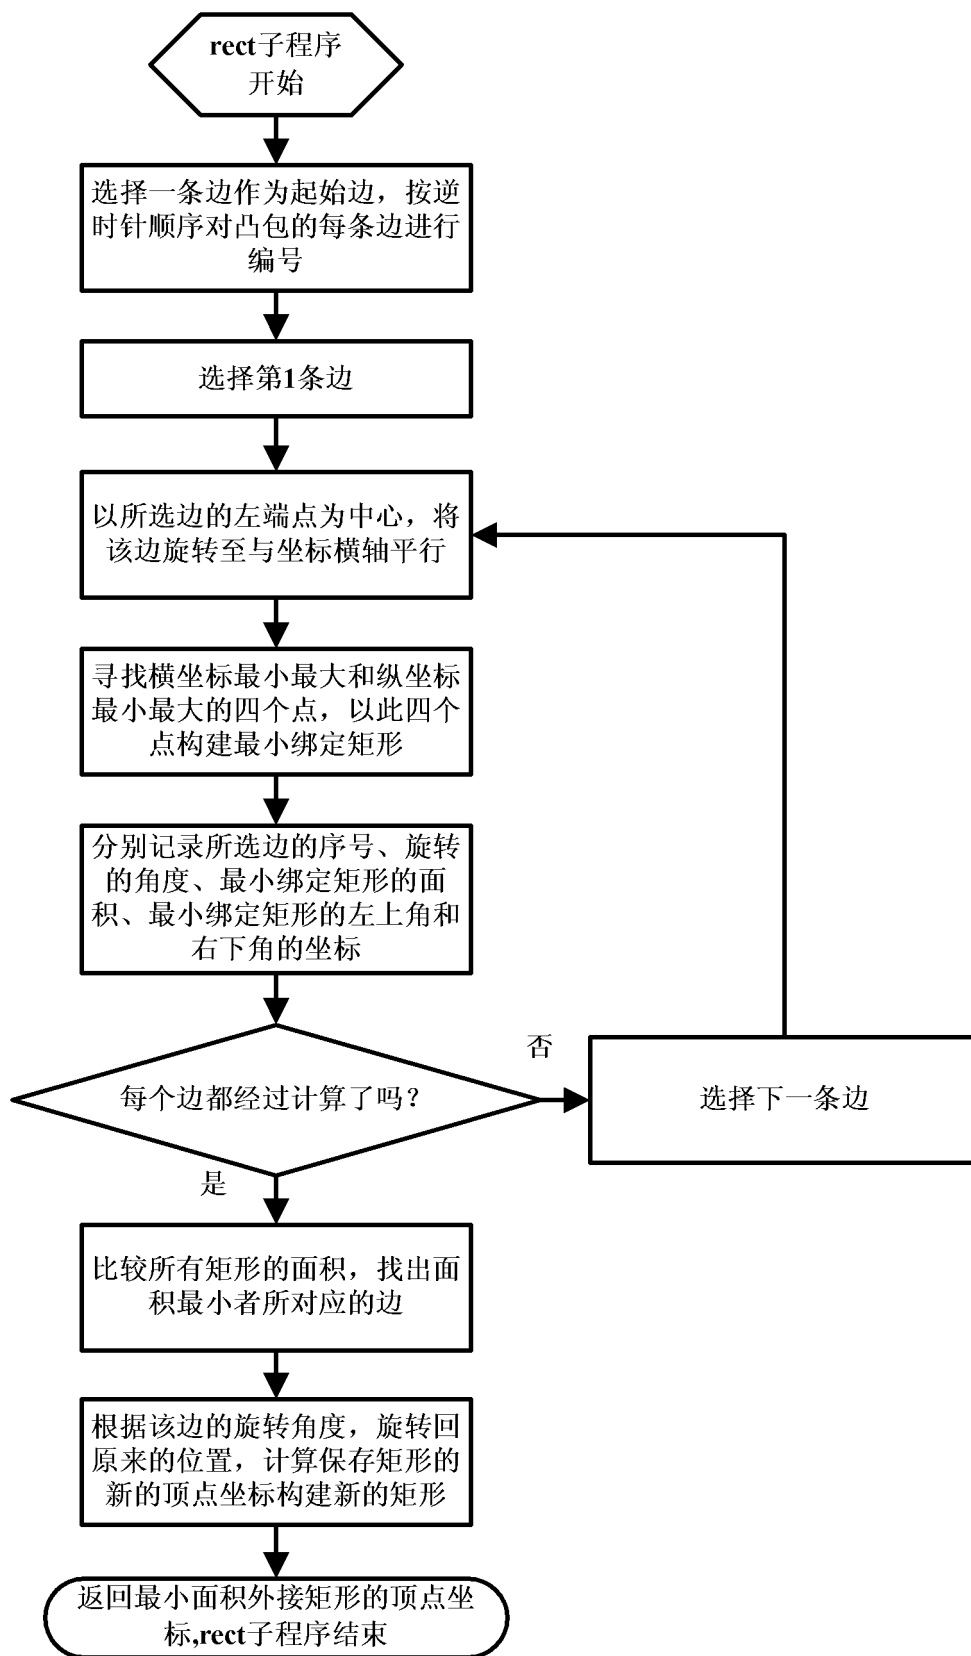 rect子程序
开始
选择一条边作为起始边，按逆
时针顺序对凸包的每条边进行
编号
选择第1条边
以所选边的左端点为中心，将
该边旋转至与坐标横轴平行
寻找横坐标最小最大和纵坐标
最小最大的四个点，以此四个
点构建最小绑定矩形
分别记录所选边的序号、旋转
的角度、最小绑定矩形的面
积、最小绑定矩形的左上角和
右下角的坐标
每个边都经过计算了吗？
否
选择下一条边
是
比较所有矩形的面积，找出面
积最小者所对应的边
根据该边的旋转角度，旋转回
原来的位置，计算保存矩形的
新的顶点坐标构建新的矩形
返回最小面积外接矩形的顶点坐
标,rect子程序结束